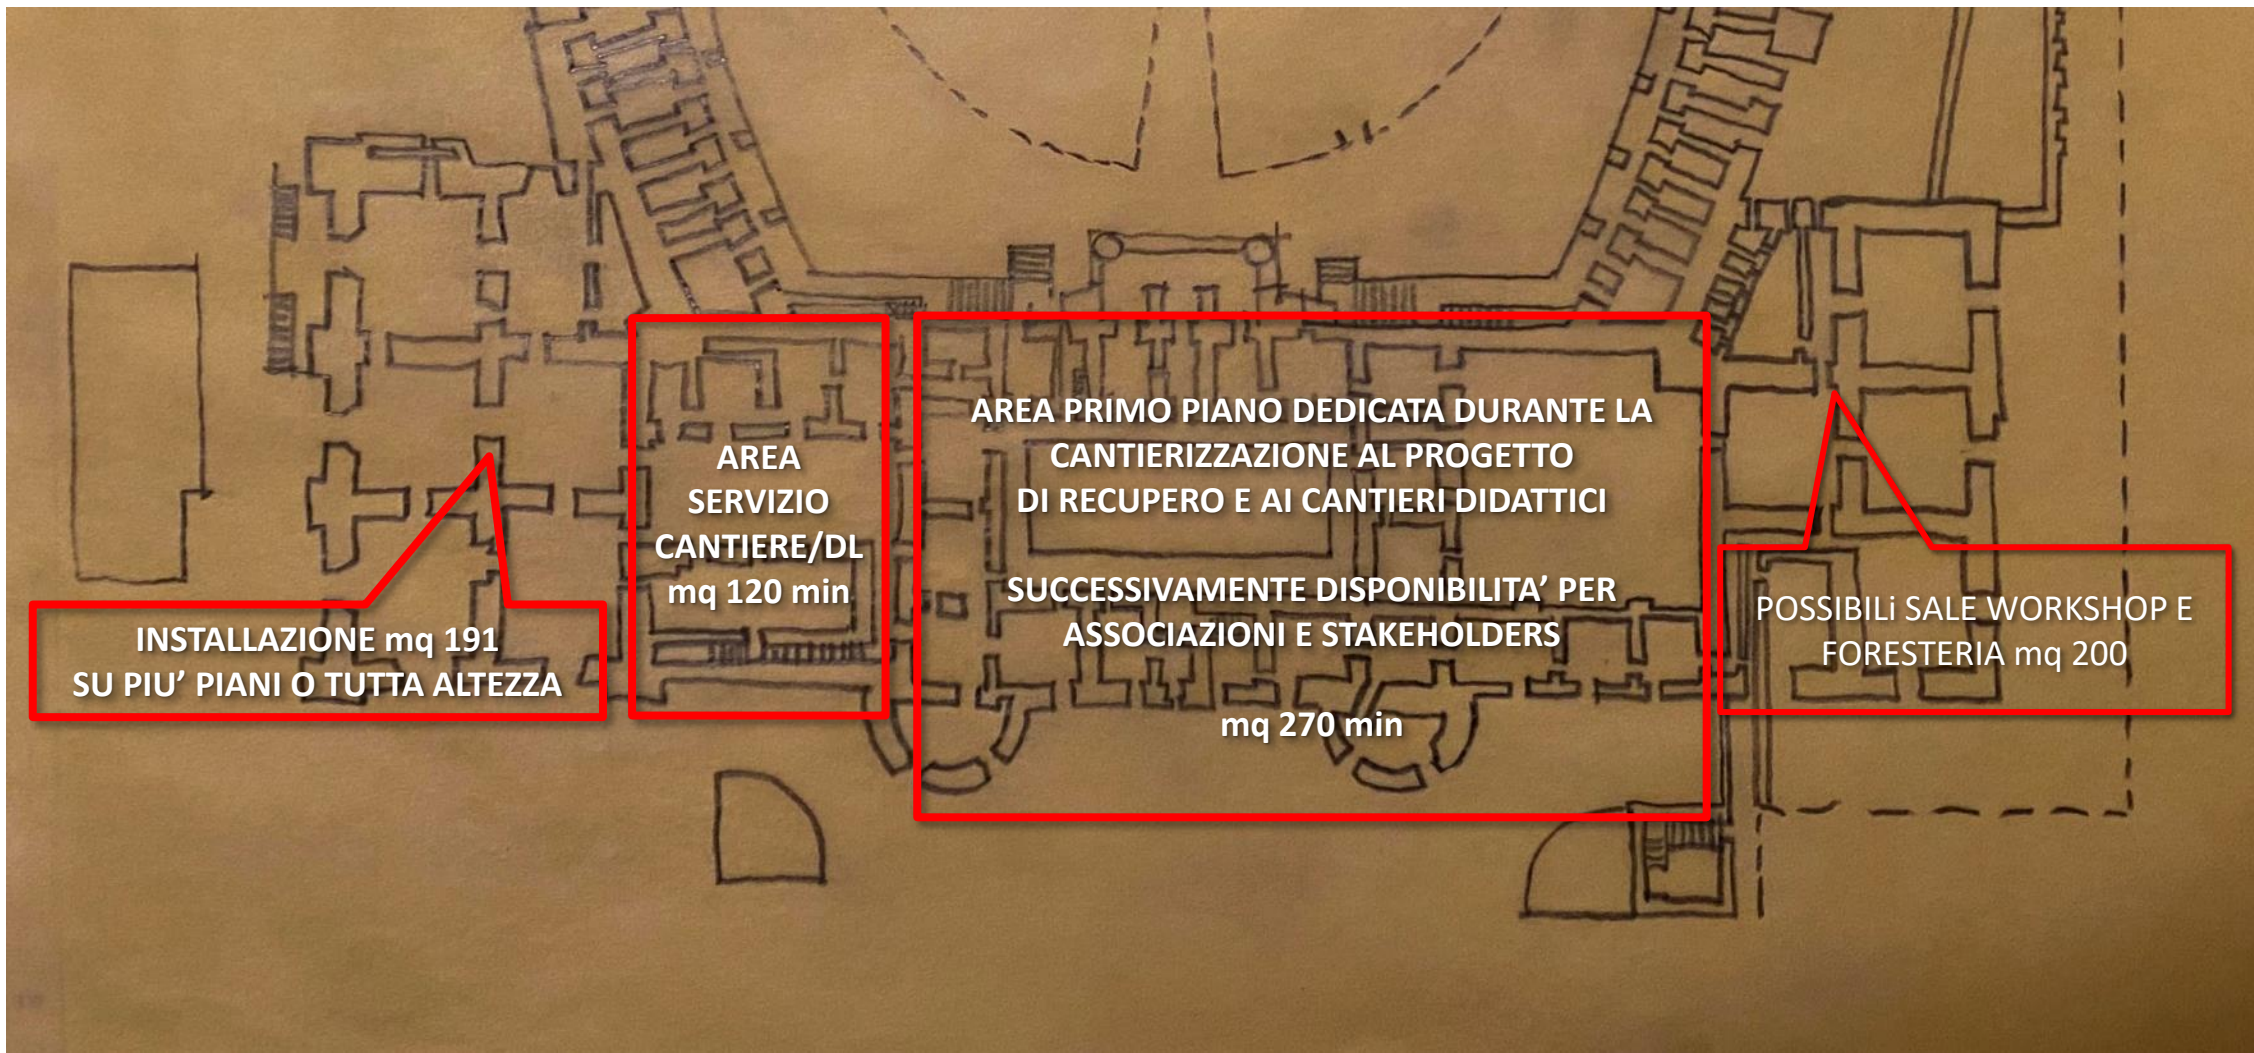 INSTALLAZIONE mq 191
SU PIU’ PIANI O TUTTA ALTEZZA
AREA
SERVIZIO
CANTIERE/DL
mq 120 min
AREA PRIMO PIANO DEDICATA DURANTE LA
CANTIERIZZAZIONE AL PROGETTO
DI RECUPERO E AI CANTIERI DIDATTICI
SUCCESSIVAMENTE DISPONIBILITA’ PER
ASSOCIAZIONI E STAKEHOLDERS
mq 270 min
POSSIBILi SALE WORKSHOP E
FORESTERIA mq 200